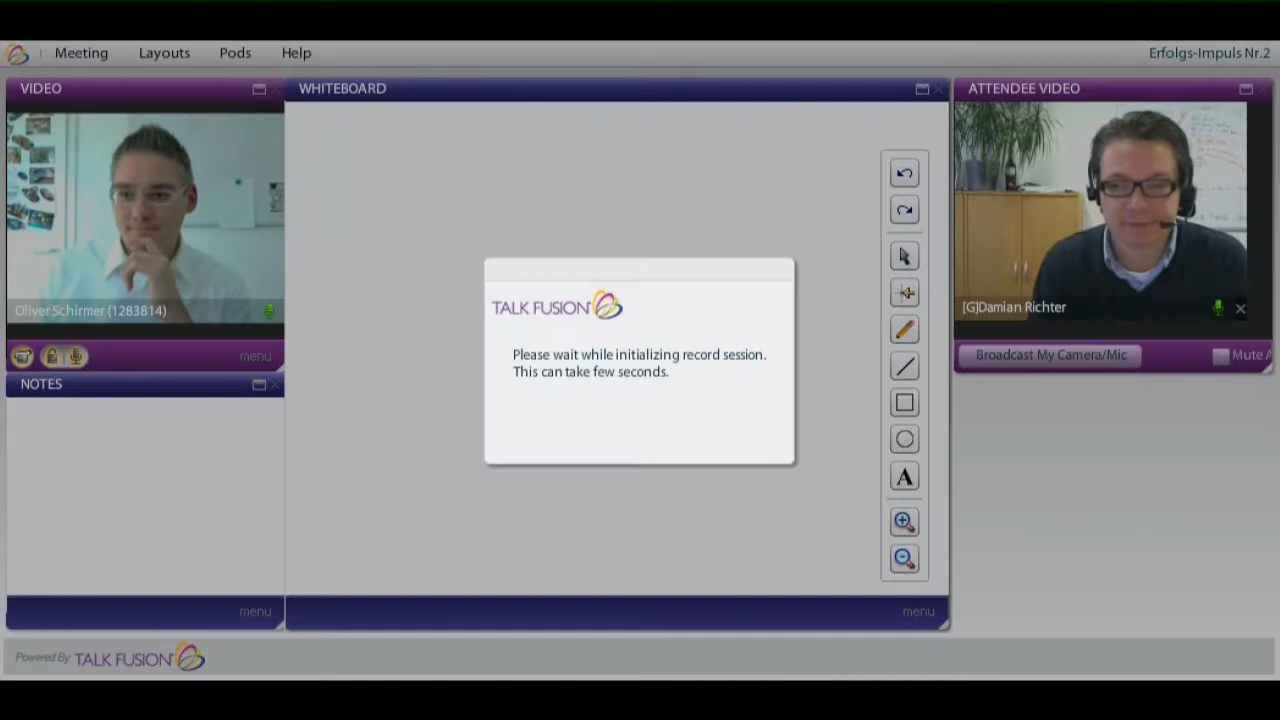 Meeting Layouts Pods Help Erfolgs-Impuls Nr.2
VIDEO
WHITEBOARD
ATTENDEE VIDEO
Oliver Schirmer (1283814)
[G]Damian Richter
menu
Broadcast My Camera/Mic
Mute A
NOTES
TALK FUSION
Please wait while initializing record session.
This can take few seconds.
A
menu
menu
Powered By TALK FUSION